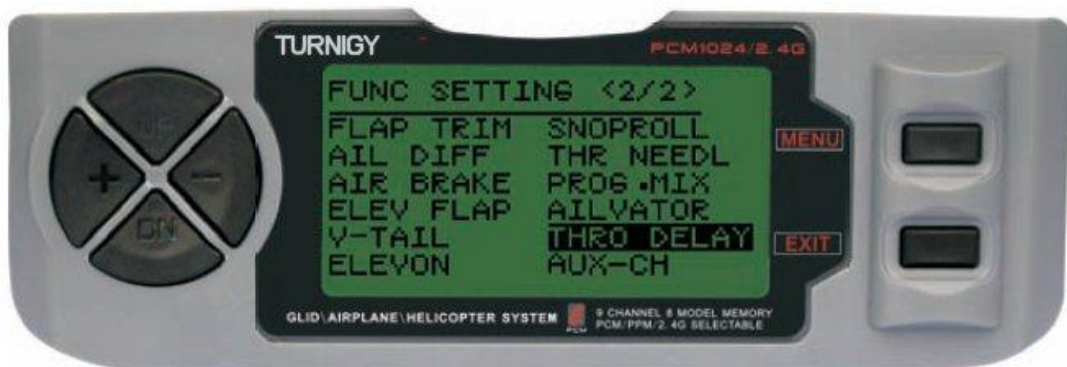 TURNIGY
PCM1024/2.4G
FUNC SETTING <2/2>
FLAP TRIM SNOPROLL
AIL DIFF THR NEEDL
AIR BRAKE PROG.MIX
ELEV FLAP AILVATOR
V-TAIL THRO DELAY
ELEVON AUX-CH
UP
+ -
DN
MENU
EXIT
GLID\AIRPLANE\HELICOPTER SYSTEM
PCM
9 CHANNEL 8 MODEL MEMORY
PCM/PPM/2.4G SELECTABLE